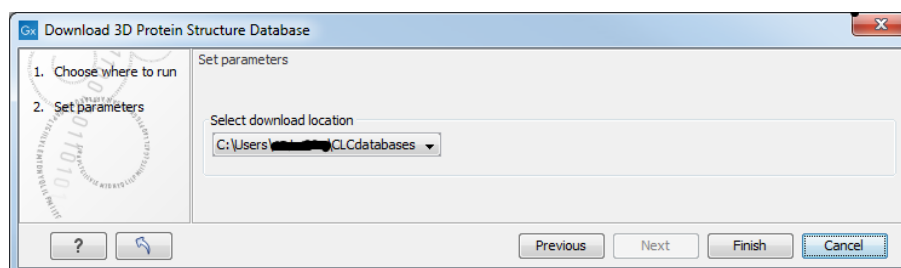 Gx Download 3D Protein Structure Database X
1. Choose where to run
2. Set parameters
Set parameters
Select download location
C:\Users\ \CLCdatabases
? Previous Next Finish Cancel